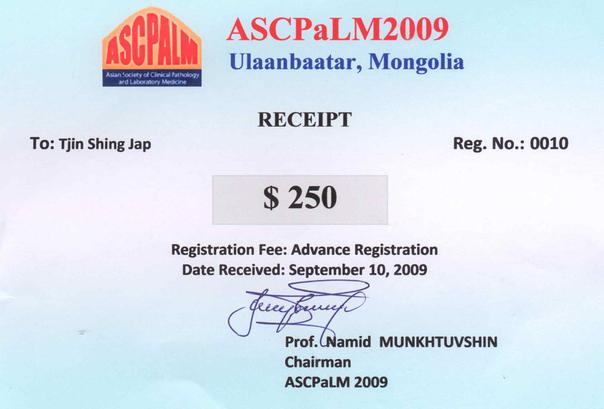 ASCPALM
Asian Society of Clinical Pathology
and Laboratory Medicine
ASCPaLM2009
Ulaanbaatar, Mongolia
RECEIPT
To: Tjin Shing Jap
Reg. No.: 0010
$ 250
Registration Fee: Advance Registration
Date Received: September 10, 2009
Prof. Namid MUNKHTUVSHIN
Chairman
ASCPaLM 2009